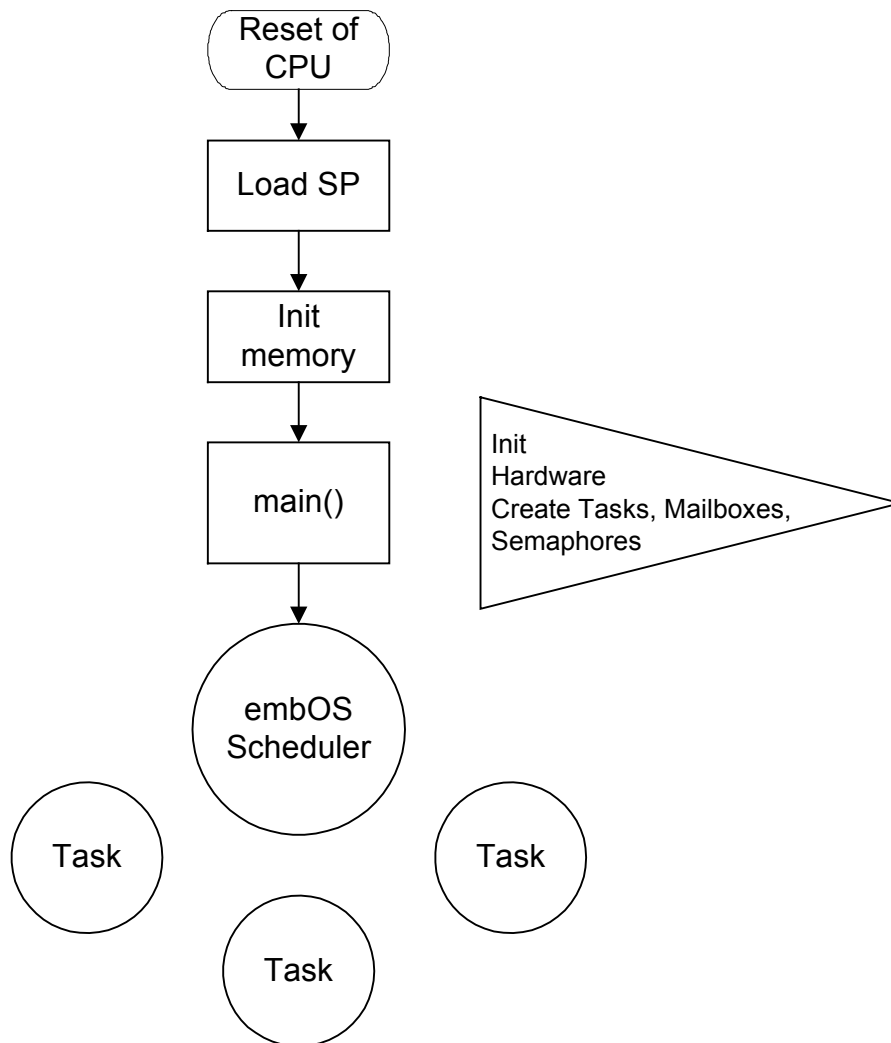 Reset of
CPU
Load SP
Init
memory
main()
Init
Hardware
Create Tasks, Mailboxes,
Semaphores
embOS
Scheduler
Task
Task
Task